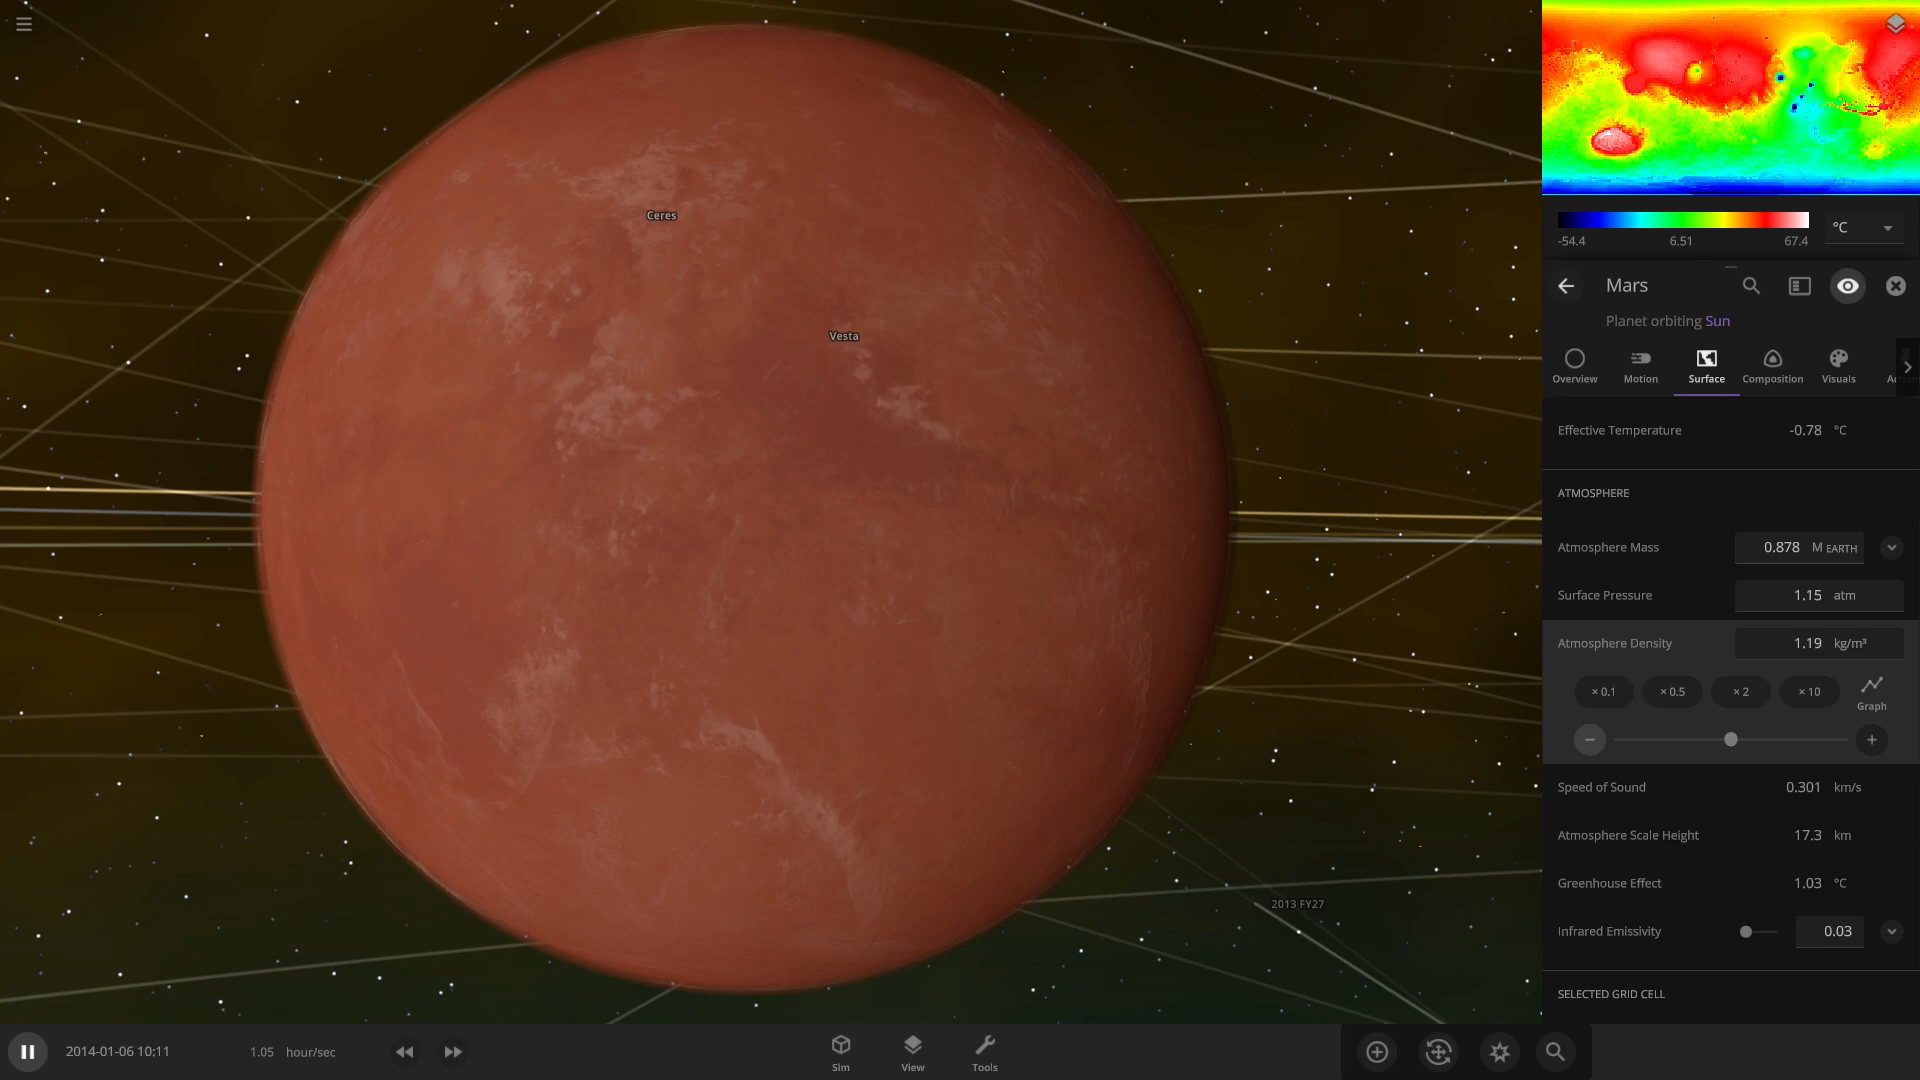 Ceres
Vesta
2013 FY27
°C
-54.4 6.51 67.4
Mars
Planet orbiting Sun
Overview Motion Surface Composition Visuals
Effective Temperature -0.78 °C
ATMOSPHERE
Atmosphere Mass 0.878 M EARTH
Surface Pressure 1.15 atm
Atmosphere Density 1.19 kg/m³
× 0.1 × 0.5 × 2 × 10 Graph
Speed of Sound 0.301 km/s
Atmosphere Scale Height 17.3 km
Greenhouse Effect 1.03 °C
Infrared Emissivity 0.03
SELECTED GRID CELL
2014-01-06 10:11 1.05 hour/sec
Sim View Tools